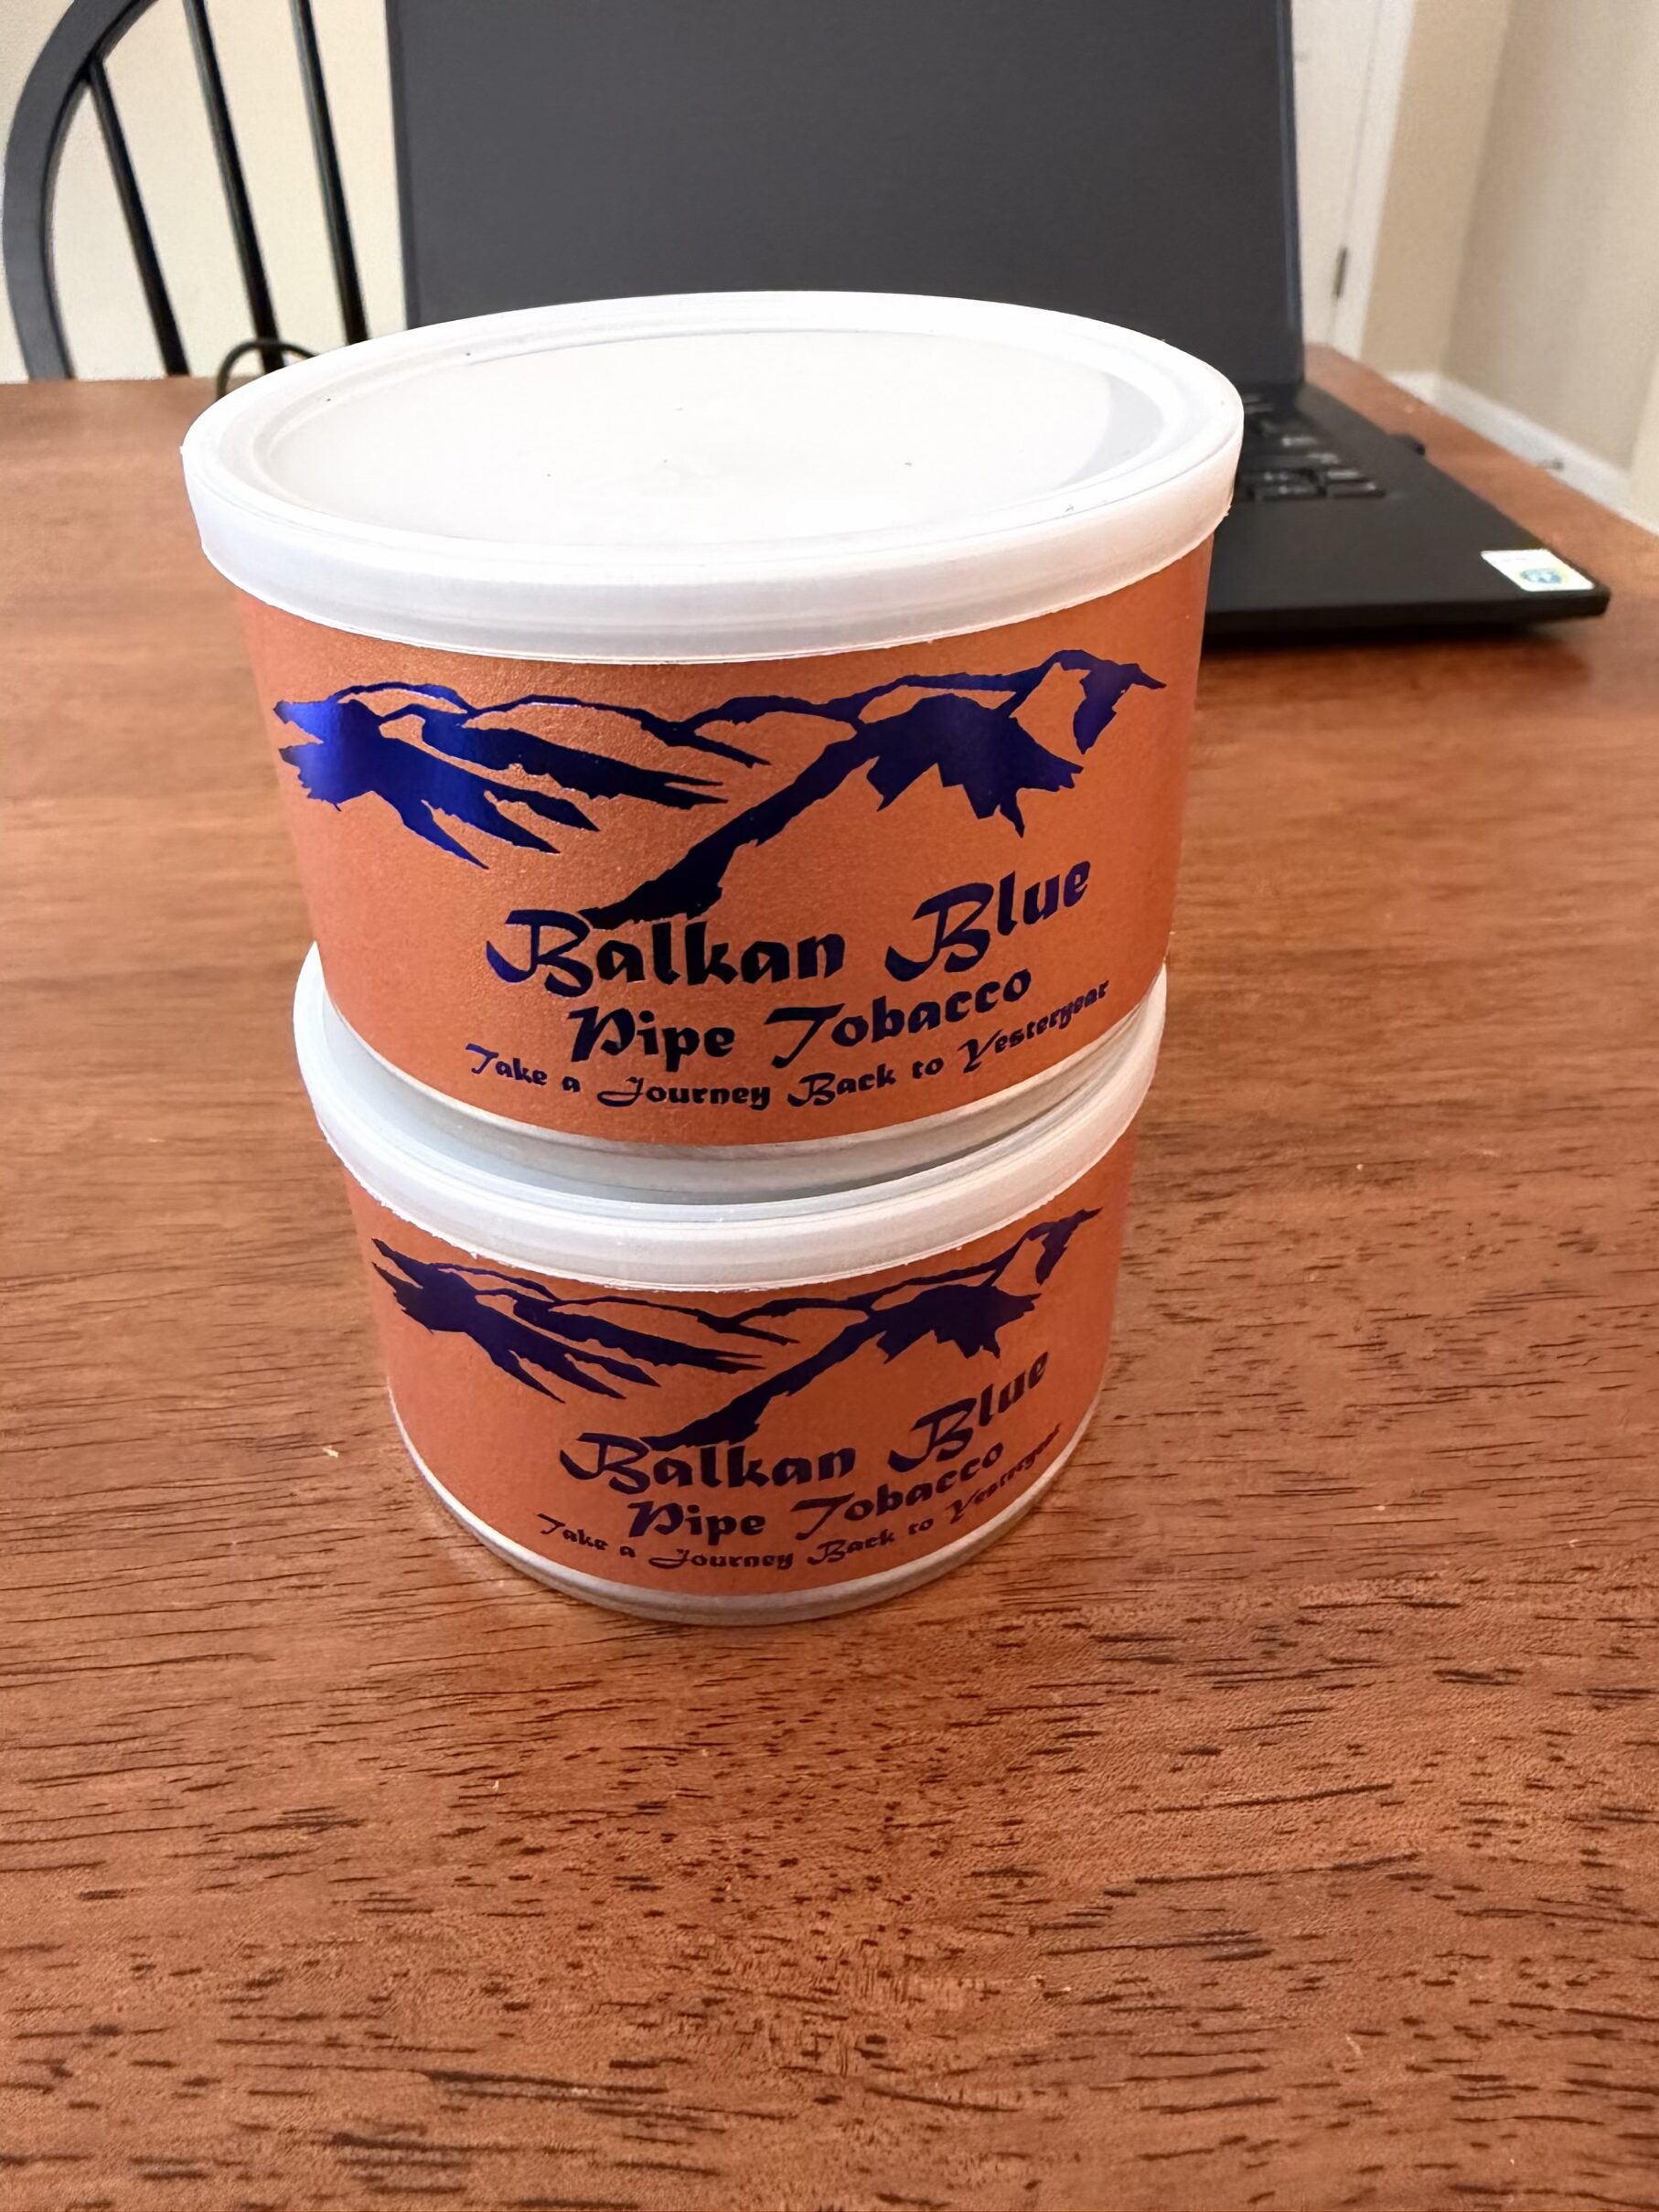 Balkan Blue
Pipe Tobacco
Take a Journey Back to Yesteryear
Balkan Blue
Pipe Tobacco
Take a Journey Back to Yesteryear